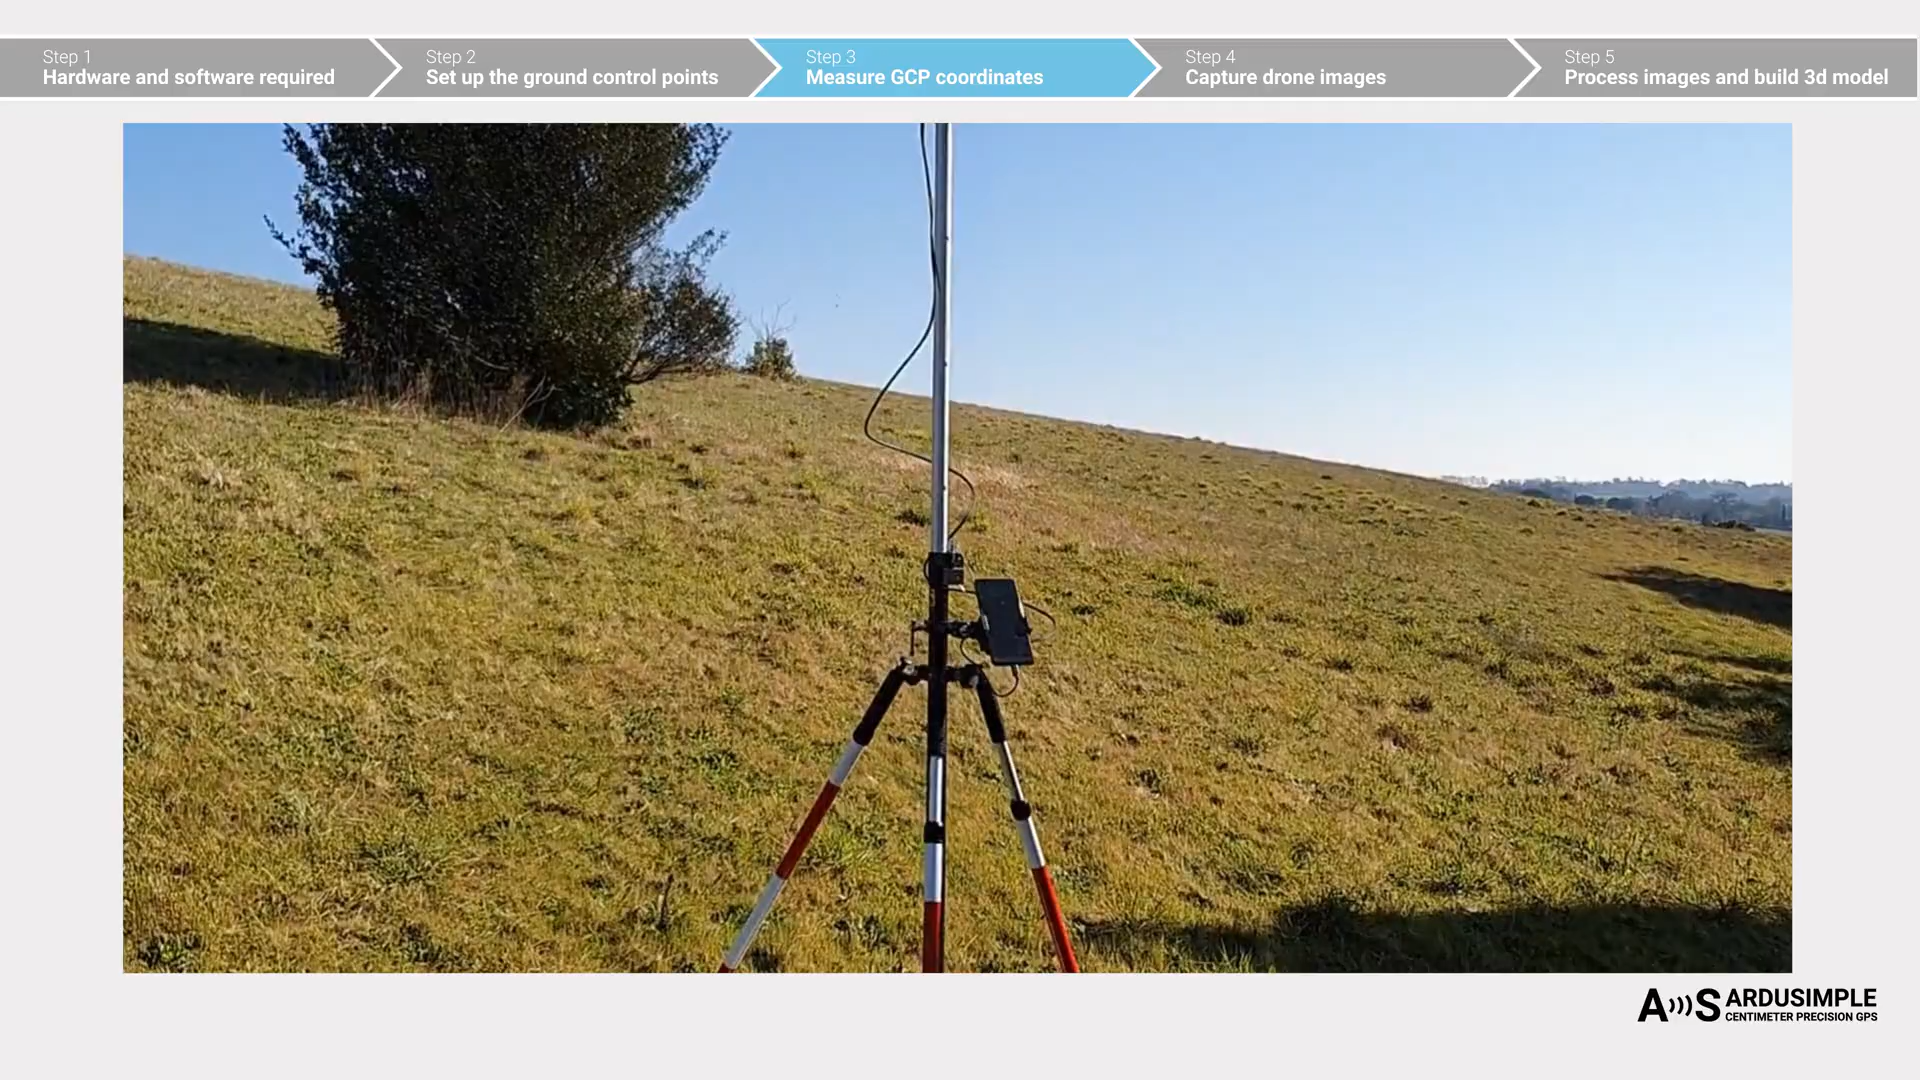 Step 1
Hardware and software required
Step 2
Set up the ground control points
Step 3
Measure GCP coordinates
Step 4
Capture drone images
Step 5
Process images and build 3d model
A S ARDUSIMPLE
CENTIMETER PRECISION GPS